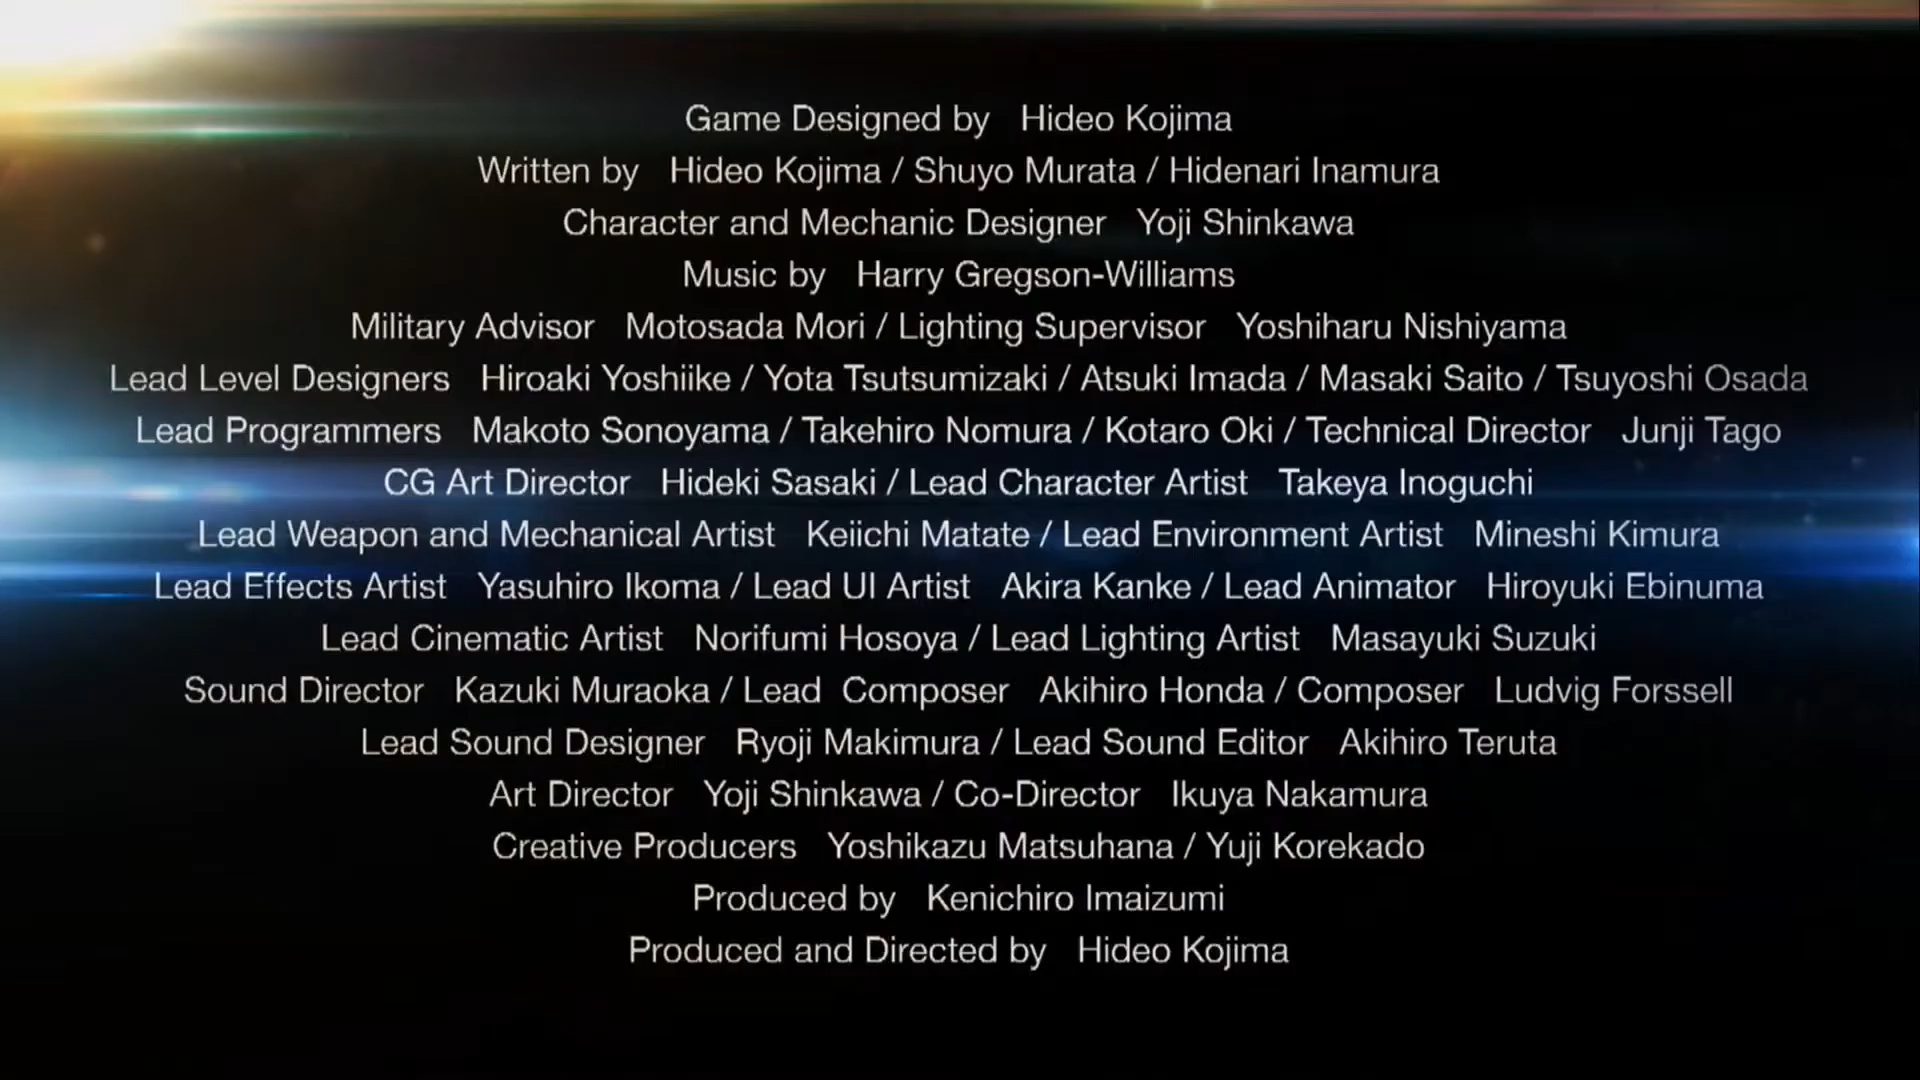 Game Designed by Hideo Kojima
Written by Hideo Kojima / Shuyo Murata / Hidenari Inamura
Character and Mechanic Designer Yoji Shinkawa
Music by Harry Gregson-Williams
Military Advisor Motosada Mori / Lighting Supervisor Yoshiharu Nishiyama
Lead Level Designers Hiroaki Yoshiike / Yota Tsutsumizaki / Atsuki Imada / Masaki Saito / Tsuyoshi Osada
Lead Programmers Makoto Sonoyama / Takehiro Nomura / Kotaro Oki / Technical Director Junji Tago
CG Art Director Hideki Sasaki / Lead Character Artist Takeya Inoguchi
Lead Weapon and Mechanical Artist Keiichi Matate / Lead Environment Artist Mineshi Kimura
Lead Effects Artist Yasuhiro Ikoma / Lead UI Artist Akira Kanke / Lead Animator Hiroyuki Ebinuma
Lead Cinematic Artist Norifumi Hosoya / Lead Lighting Artist Masayuki Suzuki
Sound Director Kazuki Muraoka / Lead Composer Akihiro Honda / Composer Ludvig Forssell
Lead Sound Designer Ryoji Makimura / Lead Sound Editor Akihiro Teruta
Art Director Yoji Shinkawa / Co-Director Ikuya Nakamura
Creative Producers Yoshikazu Matsuhana / Yuji Korekado
Produced by Kenichiro Imaizumi
Produced and Directed by Hideo Kojima